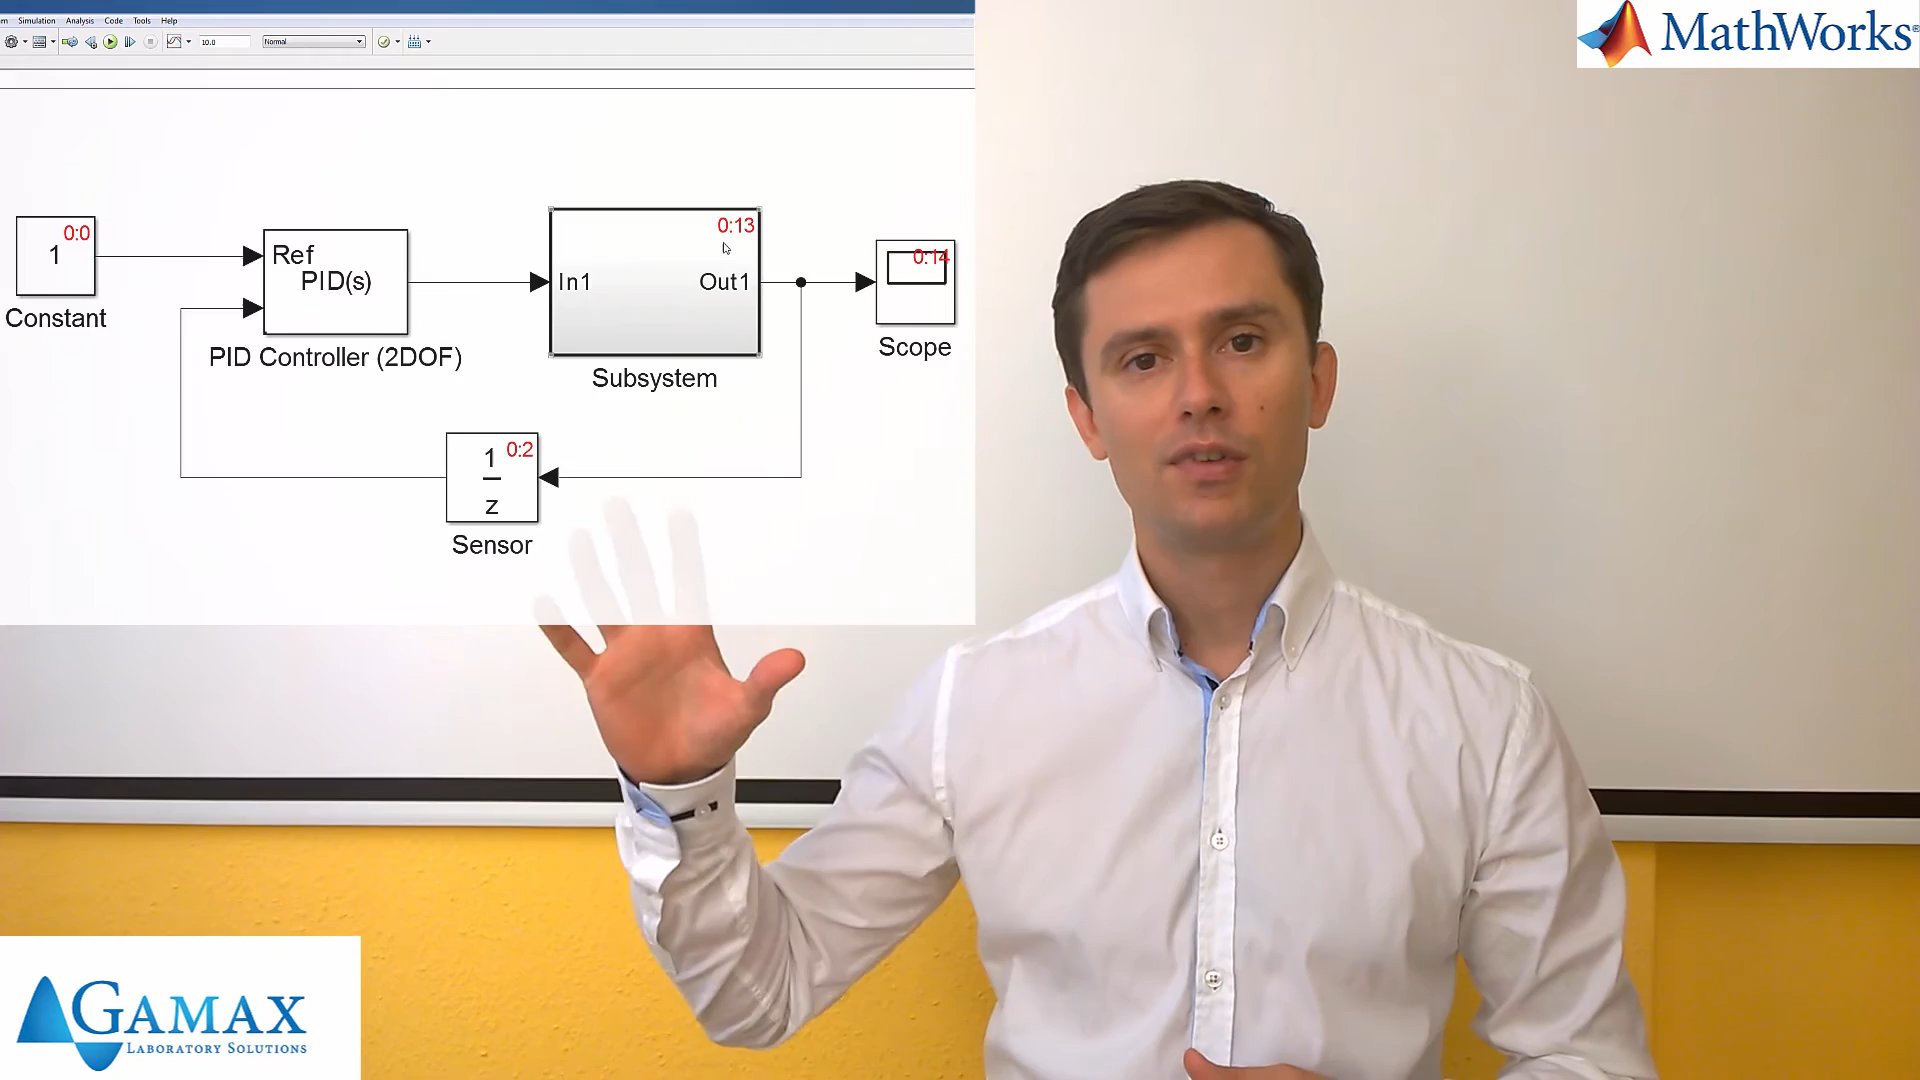 Simulation Analysis Code Tools Help
10.0 Normal
MathWorks®
0:0
1
Constant
Ref
PID(s)
PID Controller (2DOF)
0:13
In1 Out1
Subsystem
0:14
Scope
0:2
1
z
Sensor
GAMAX
LABORATORY SOLUTIONS